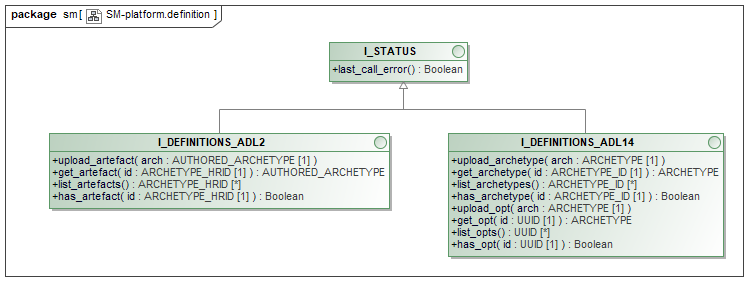 package sm[ SM-platform.definition ]
I_STATUS
+last_call_error() : Boolean
I_DEFINITIONS_ADL2
+upload_artefact( arch : AUTHORED_ARCHETYPE [1] )
+get_artefact( id : ARCHETYPE_HRID [1] ) : AUTHORED_ARCHETYPE
+list_artefacts() : ARCHETYPE_HRID [*]
+has_artefact( id : ARCHETYPE_HRID [1] ) : Boolean
I_DEFINITIONS_ADL14
+upload_archetype( arch : ARCHETYPE [1] )
+get_archetype( id : ARCHETYPE_ID [1] ) : ARCHETYPE
+list_archetypes() : ARCHETYPE_ID [*]
+has_archetype( id : ARCHETYPE_ID [1] ) : Boolean
+upload_opt( arch : ARCHETYPE [1] )
+get_opt( id : UUID [1] ) : ARCHETYPE
+list_opts() : UUID [*]
+has_opt( id : UUID [1] ) : Boolean